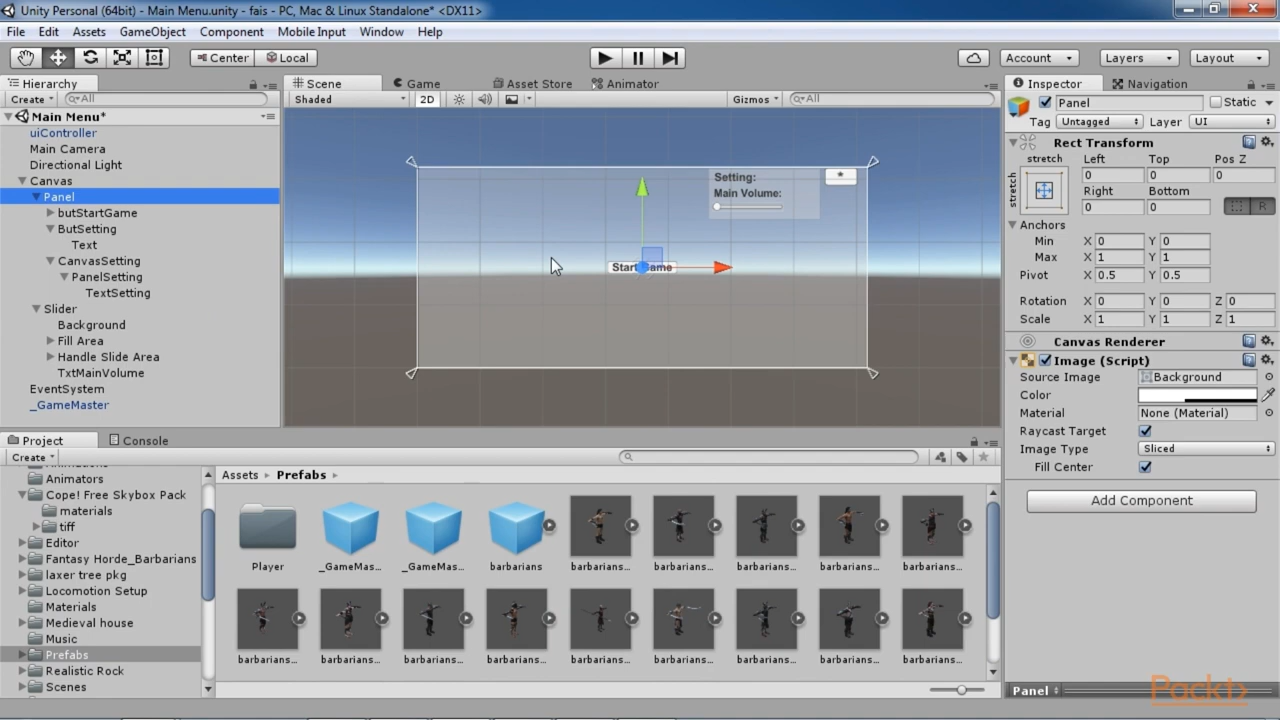 Unity Personal (64bit) - Main Menu.unity - fais - PC, Mac & Linux Standalone* <DX11>
File Edit Assets GameObject Component Mobile Input Window Help
Center Local Account Layers Layout
Hierarchy
Create All
Main Menu*
uiController
Main Camera
Directional Light
Canvas
Panel
butStartGame
ButSetting
Text
CanvasSetting
PanelSetting
TextSetting
Slider
Background
Fill Area
Handle Slide Area
TxtMainVolume
EventSystem
_GameMaster
Scene Game Asset Store Animator
Shaded 2D Gizmos All
Setting: *
Main Volume:
Start Game
Inspector Navigation
Panel Static
Tag Untagged Layer UI
Rect Transform
stretch Left Top Pos Z
stretch 0 0 0
Right Bottom
0 0 R
Anchors
Min X 0 Y 0
Max X 1 Y 1
Pivot X 0.5 Y 0.5
Rotation X 0 Y 0 Z 0
Scale X 1 Y 1 Z 1
Canvas Renderer
Image (Script)
Source Image Background
Color
Material None (Material)
Raycast Target
Image Type Sliced
Fill Center
Add Component
Project Console
Create
Animators
Cope! Free Skybox Pack
materials
tiff
Editor
Fantasy Horde_Barbarians
laxer tree pkg
Locomotion Setup
Materials
Medieval house
Music
Prefabs
Realistic Rock
Scenes
Assets Prefabs
Player _GameMas... _GameMas... barbarians barbarians... barbarians... barbarians... barbarians... barbarians...
barbarians... barbarians... barbarians... barbarians... barbarians... barbarians... barbarians... barbarians... barbarians...
Panel
Packt>